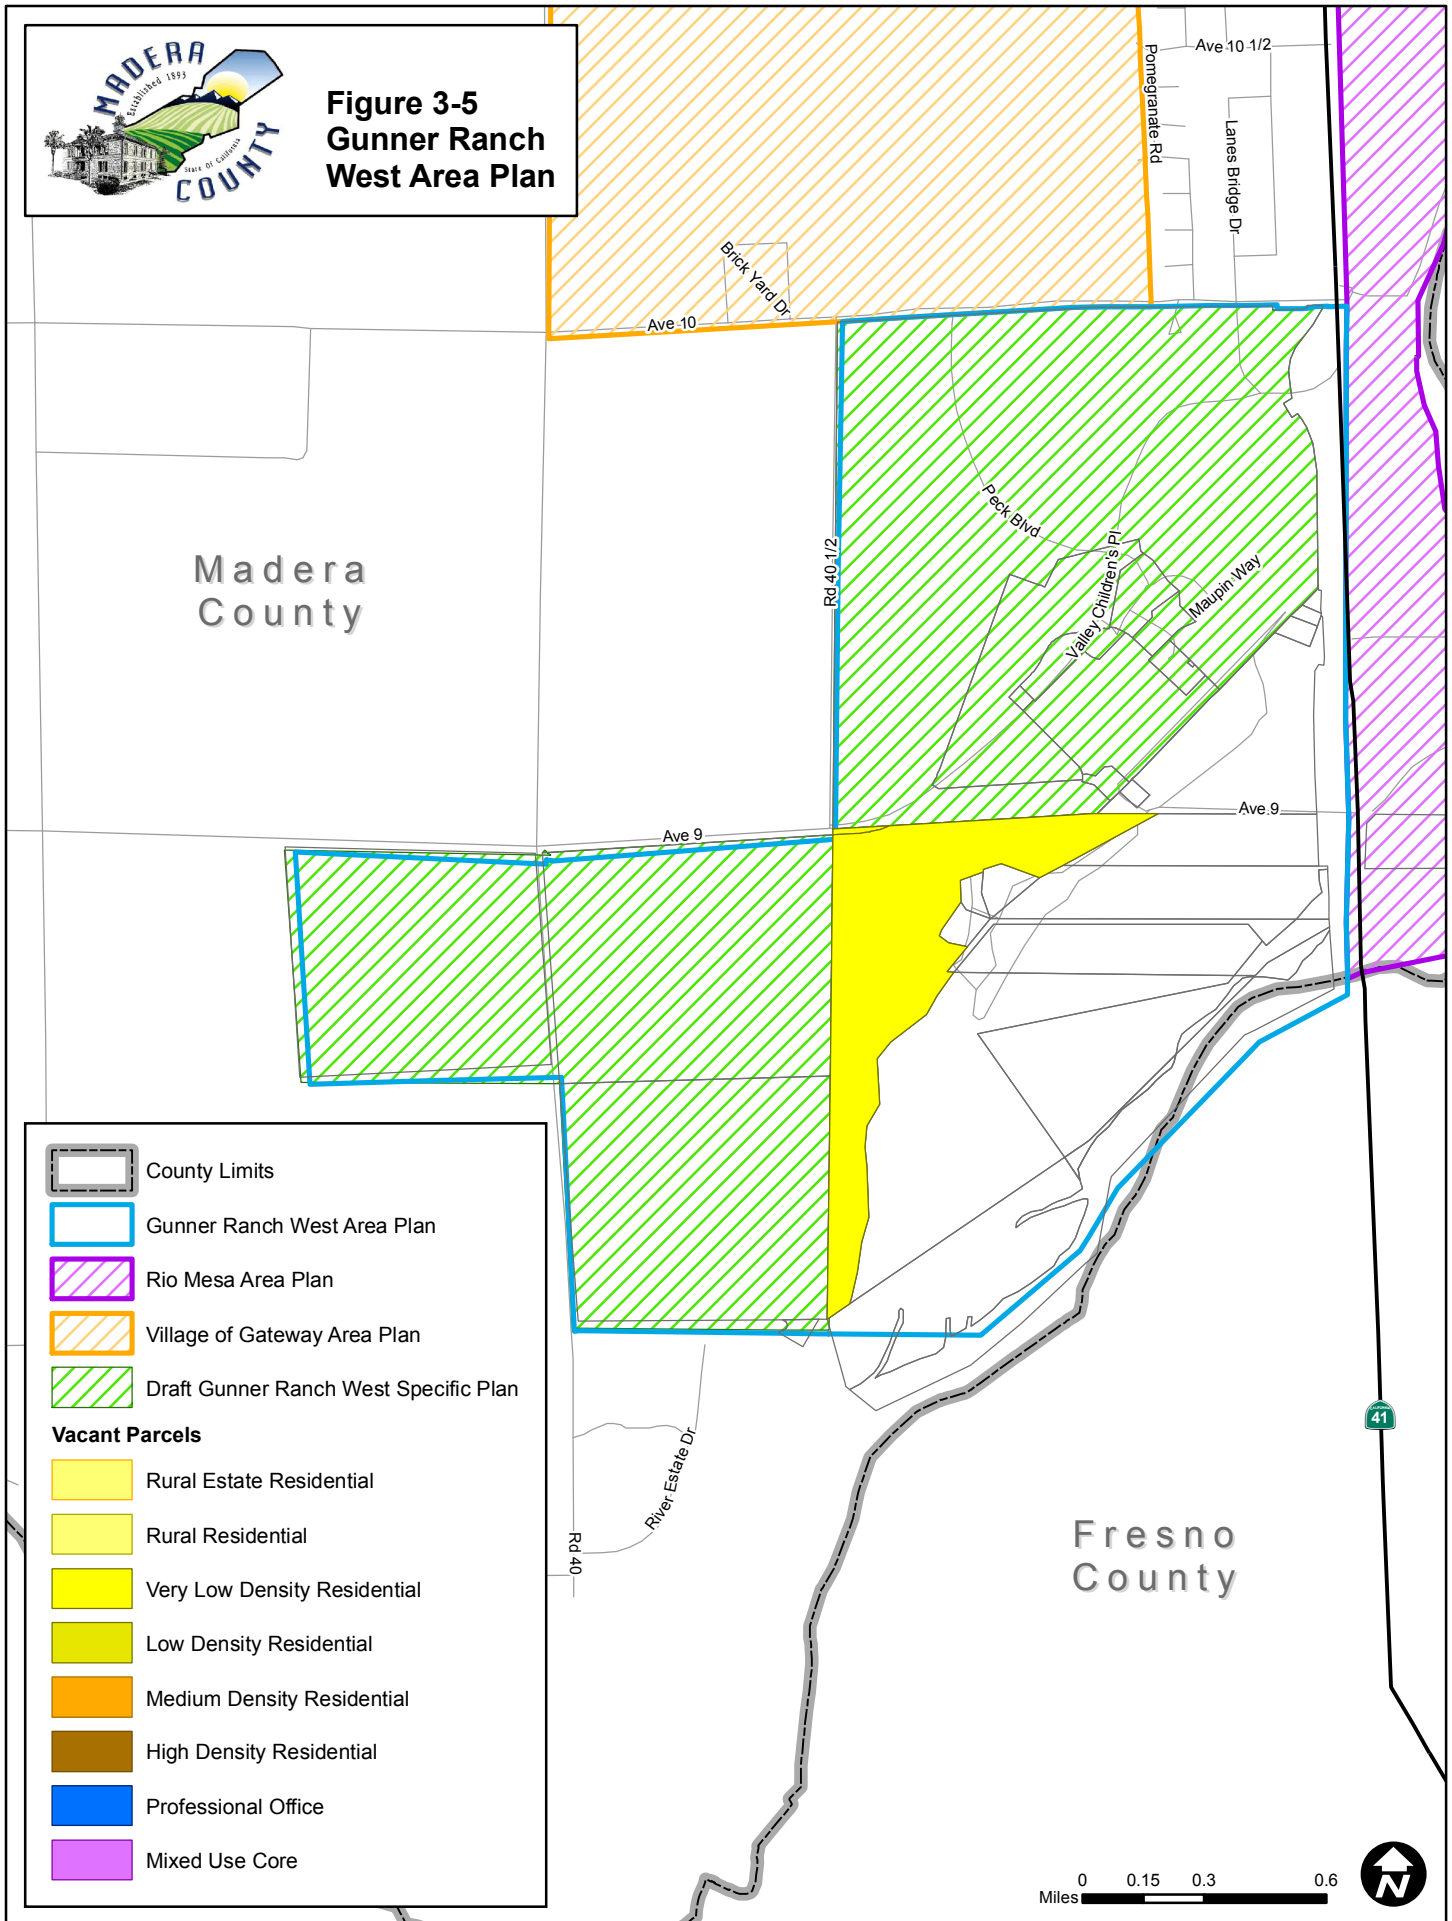 MADERA
Established 1893
State Of California
COUNTY
Figure 3-5
Gunner Ranch
West Area Plan
Ave 10 1/2
Pomegranate Rd
Lanes Bridge Dr
Brick Yard Dr
Ave 10
Peck Blvd
Rd 40 1/2
Valley Children's Pl
Maupin Way
Madera
County
Ave 9
Ave 9
County Limits
Gunner Ranch West Area Plan
Rio Mesa Area Plan
Village of Gateway Area Plan
Draft Gunner Ranch West Specific Plan
Vacant Parcels
Rural Estate Residential
Rural Residential
Very Low Density Residential
Low Density Residential
Medium Density Residential
High Density Residential
Professional Office
Mixed Use Core
River Estate Dr
Rd 40
CALIFORNIA
41
Fresno
County
0 0.15 0.3 0.6
Miles
N